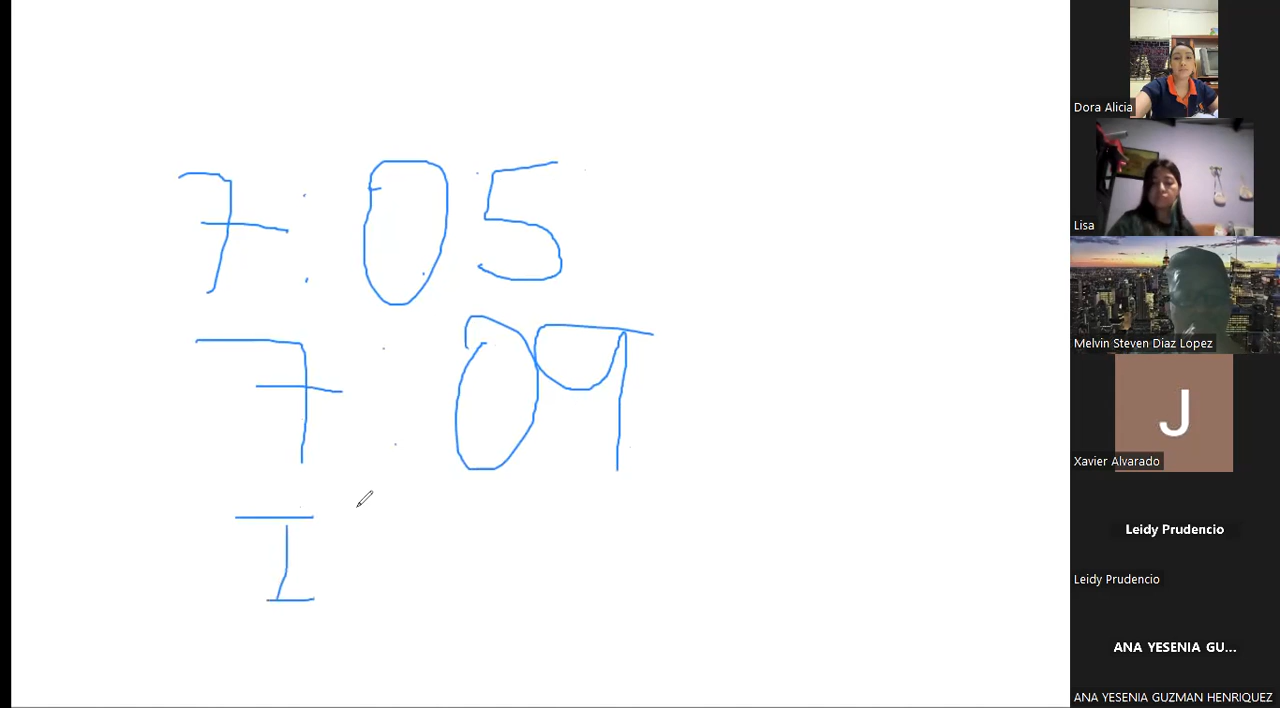 7:05
7:09
I
Dora Alicia
Lisa
Melvin Steven Diaz Lopez
J
Xavier Alvarado
Leidy Prudencio
Leidy Prudencio
ANA YESENIA GU...
ANA YESENIA GUZMAN HENRIQUEZ